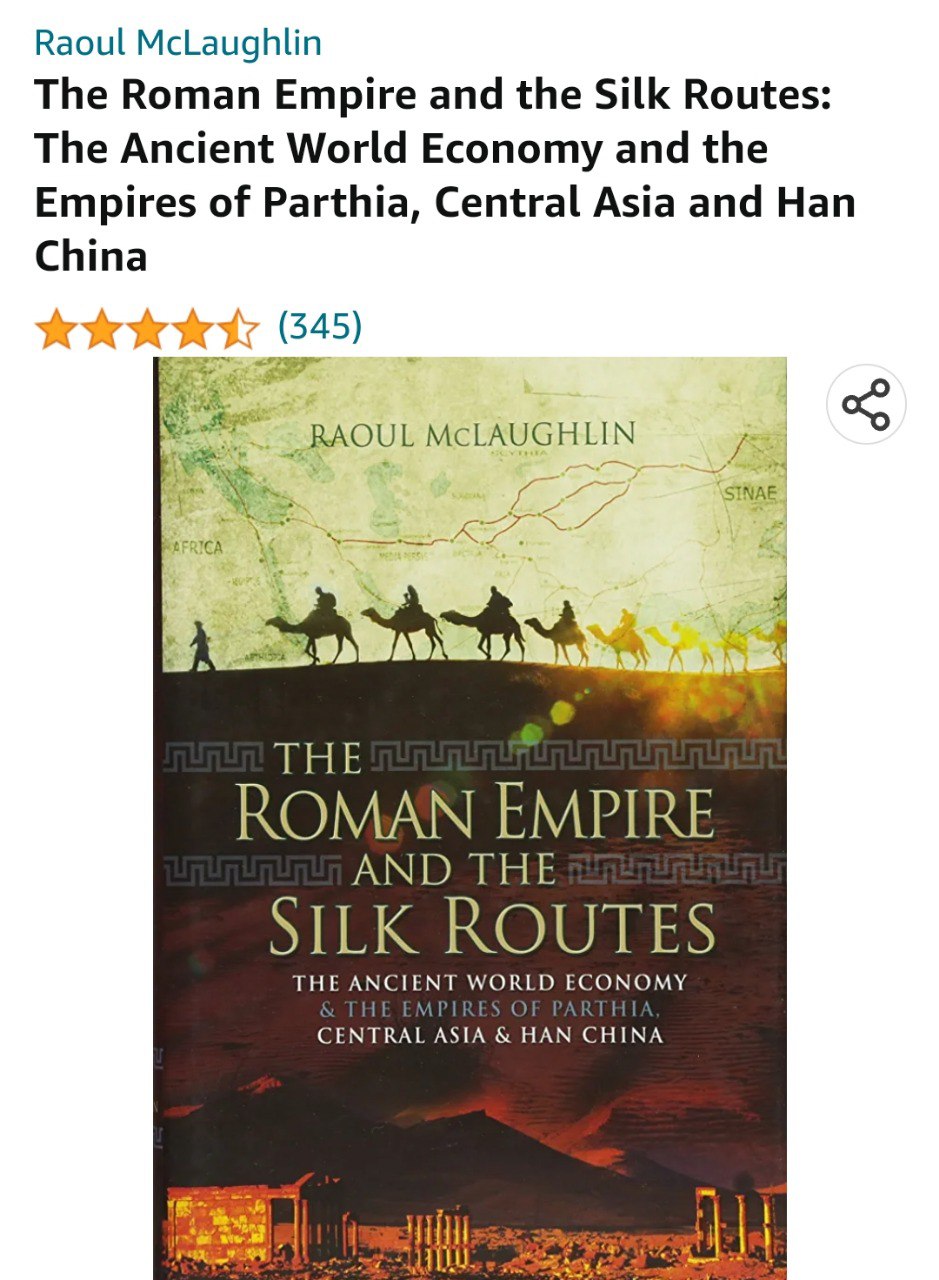 Raoul McLaughlin
The Roman Empire and the Silk Routes:
The Ancient World Economy and the
Empires of Parthia, Central Asia and Han
China
(345)
RAOUL McLAUGHLIN
SCYTHIA
SINAE
AFRICA
THE
ROMAN EMPIRE
AND THE
SILK ROUTES
THE ANCIENT WORLD ECONOMY
& THE EMPIRES OF PARTHIA,
CENTRAL ASIA & HAN CHINA